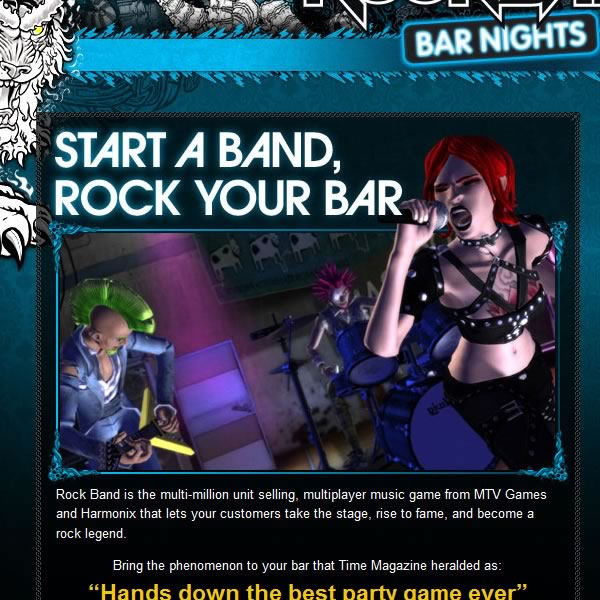 BAR NIGHTS
START A BAND,
ROCK YOUR BAR
Rock Band is the multi-million unit selling, multiplayer music game from MTV Games
and Harmonix that lets your customers take the stage, rise to fame, and become a
rock legend.
Bring the phenomenon to your bar that Time Magazine heralded as:
“Hands down the best party game ever”